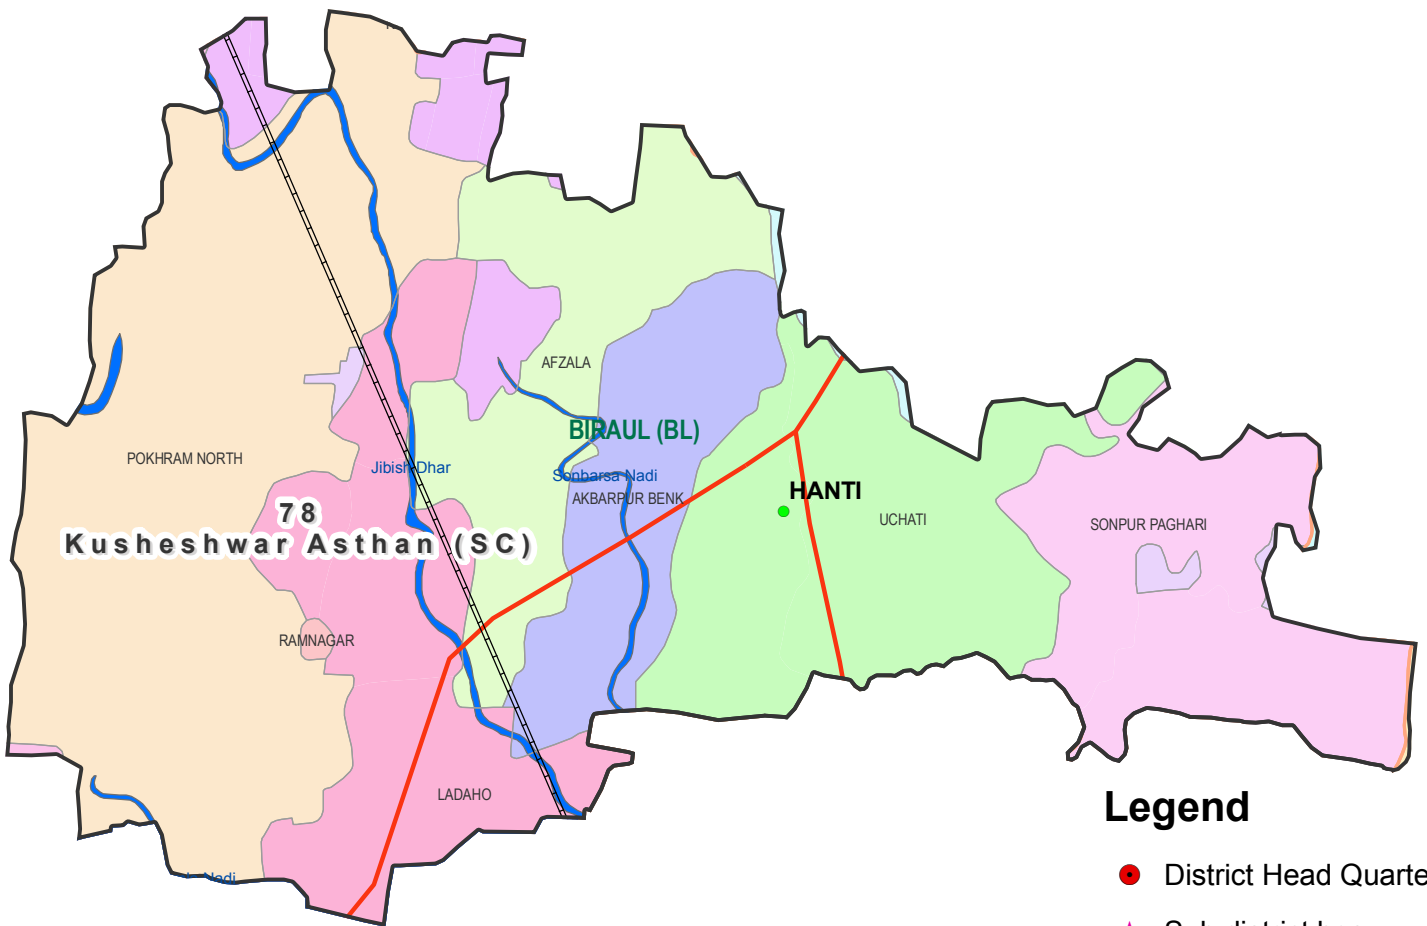 AFZALA
BIRAUL (BL)
POKHRAM NORTH
Jibish Dhar
Sonbarsa Nadi
AKBARPUR BENK
HANTI
78
Kusheshwar Asthan (SC)
UCHATI
SONPUR PAGHARI
RAMNAGAR
LADAHO
Nadi
Legend
District Head Quarte